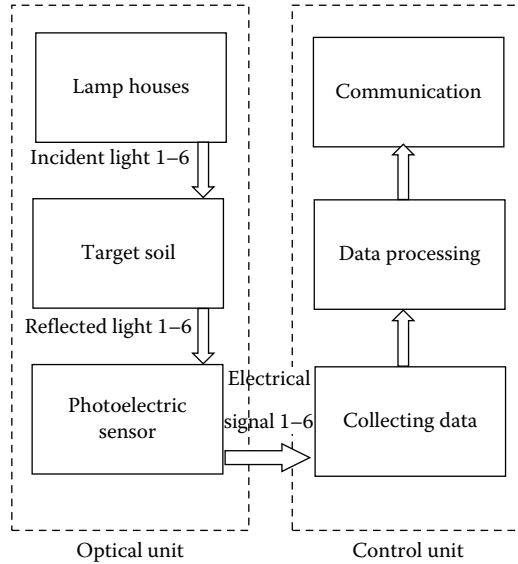 Lamp houses
Incident light 1–6
Target soil
Reflected light 1–6
Photoelectric
sensor
Electrical
signal 1–6
Optical unit
Communication
Data processing
Collecting data
Control unit